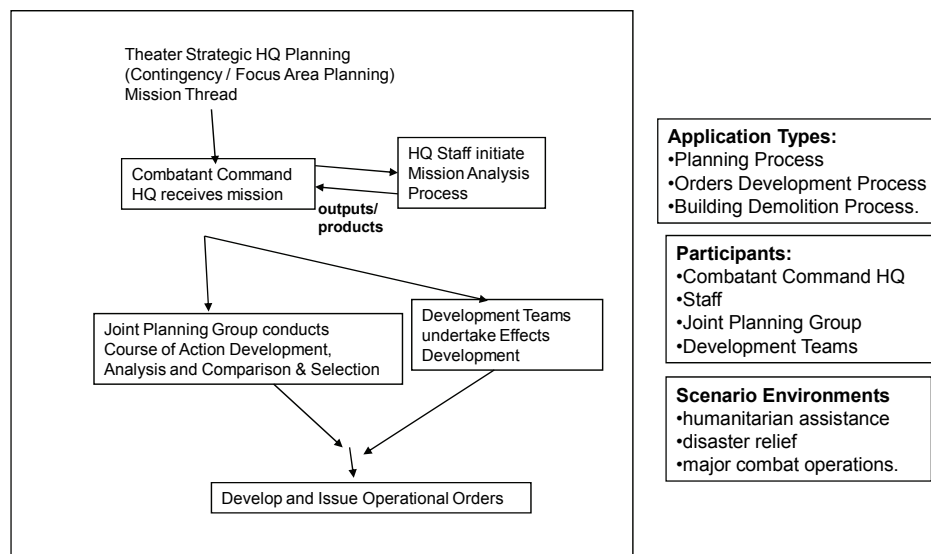 Theater Strategic HQ Planning
(Contingency / Focus Area Planning)
Mission Thread
Combatant Command
HQ receives mission
HQ Staff initiate
Mission Analysis
Process
outputs/
products
Joint Planning Group conducts
Course of Action Development,
Analysis and Comparison & Selection
Development Teams
undertake Effects
Development
Develop and Issue Operational Orders
Application Types:
•Planning Process
•Orders Development Process
•Building Demolition Process.
Participants:
•Combatant Command HQ
•Staff
•Joint Planning Group
•Development Teams
Scenario Environments
•humanitarian assistance
•disaster relief
•major combat operations.